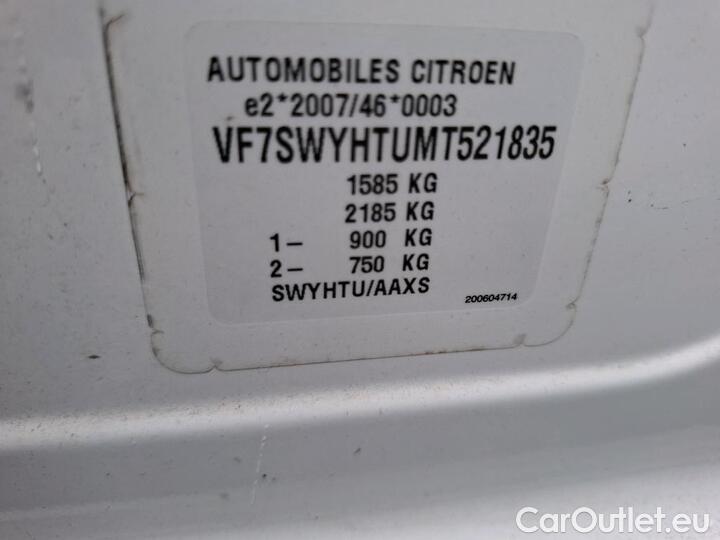 AUTOMOBILES CITROEN
e2*2007/46*0003
VF7SWYHTUMT521835
1585 KG
2185 KG
1– 900 KG
2– 750 KG
SWYHTU/AAXS
200604714
CarOutlet.eu